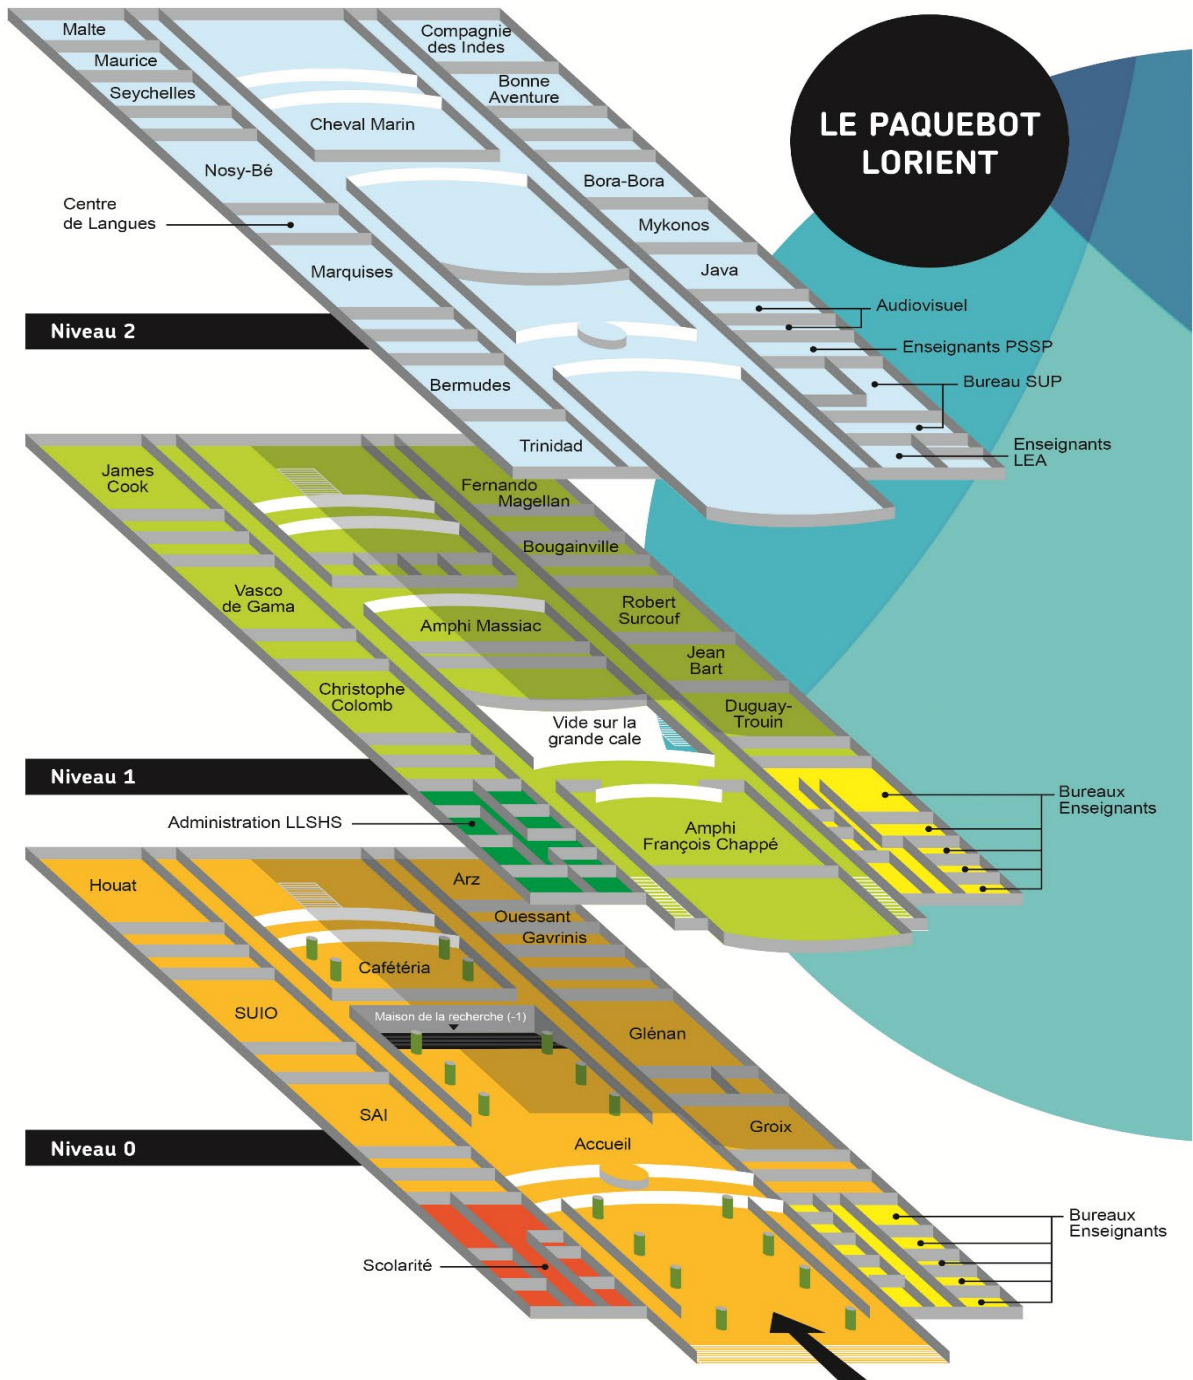 LE PAQUEBOT
LORIENT
Malte
Maurice
Seychelles
Nosy-Bé
Centre
de Langues
Marquises
Bermudes
Trinidad
Cheval Marin
Compagnie
des Indes
Bonne
Aventure
Bora-Bora
Mykonos
Java
Audiovisuel
Enseignants PSSP
Bureau SUP
Enseignants
LEA
Niveau 2
James
Cook
Vasco
de Gama
Christophe
Colomb
Administration LLSHS
Amphi Massiac
Vide sur la
grande cale
Amphi
François Chappé
Fernando
Magellan
Bougainville
Robert
Surcouf
Jean
Bart
Duguay-
Trouin
Bureaux
Enseignants
Niveau 1
Houat
SUIO
SAI
Scolarité
Cafétéria
Maison de la recherche (-1)
Accueil
Arz
Ouessant
Gavrinis
Glénan
Groix
Bureaux
Enseignants
Niveau 0